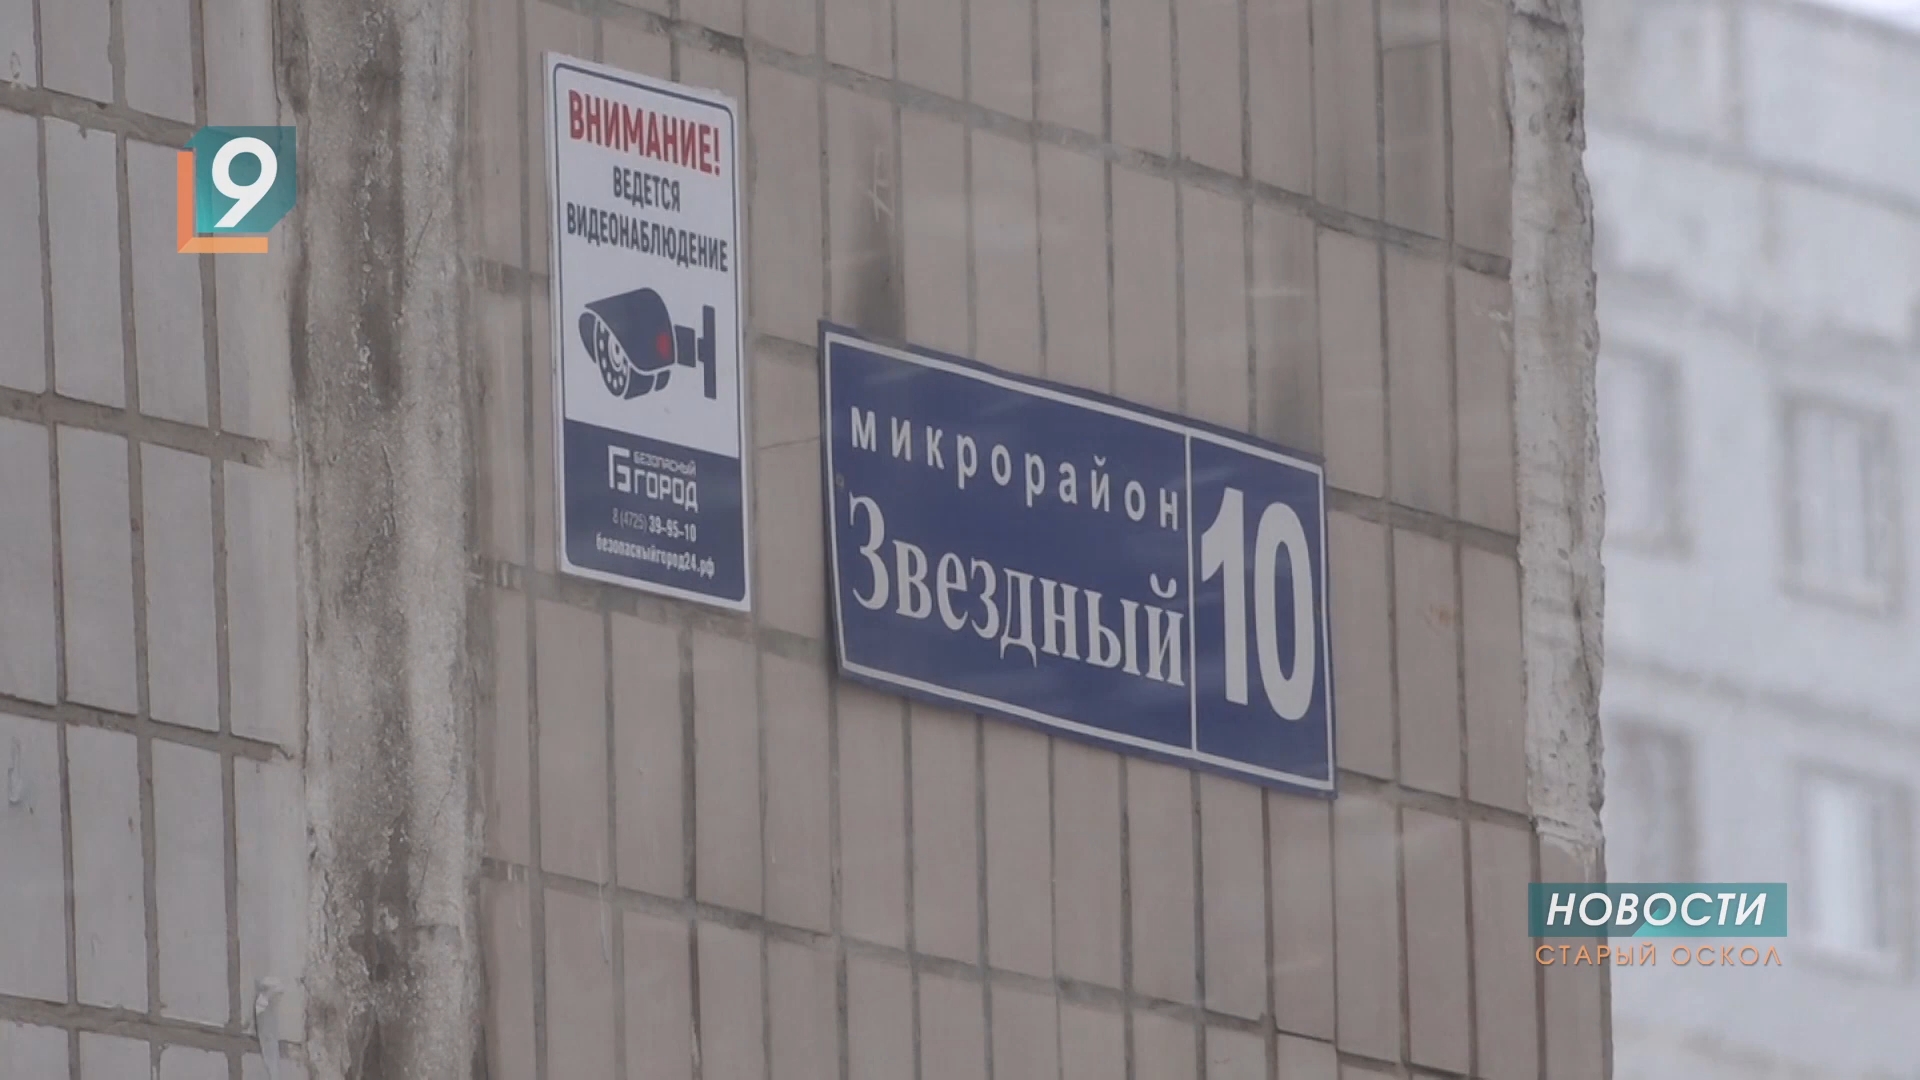 9
ВНИМАНИЕ!
ВЕДЕТСЯ
ВИДЕОНАБЛЮДЕНИЕ
БЕЗОПАСНЫЙ
ГОРОД
8 (4725) 39-95-10
безопасныйгород24.рф
микрорайон
Звездный
10
НОВОСТИ
СТАРЫЙ ОСКОЛ